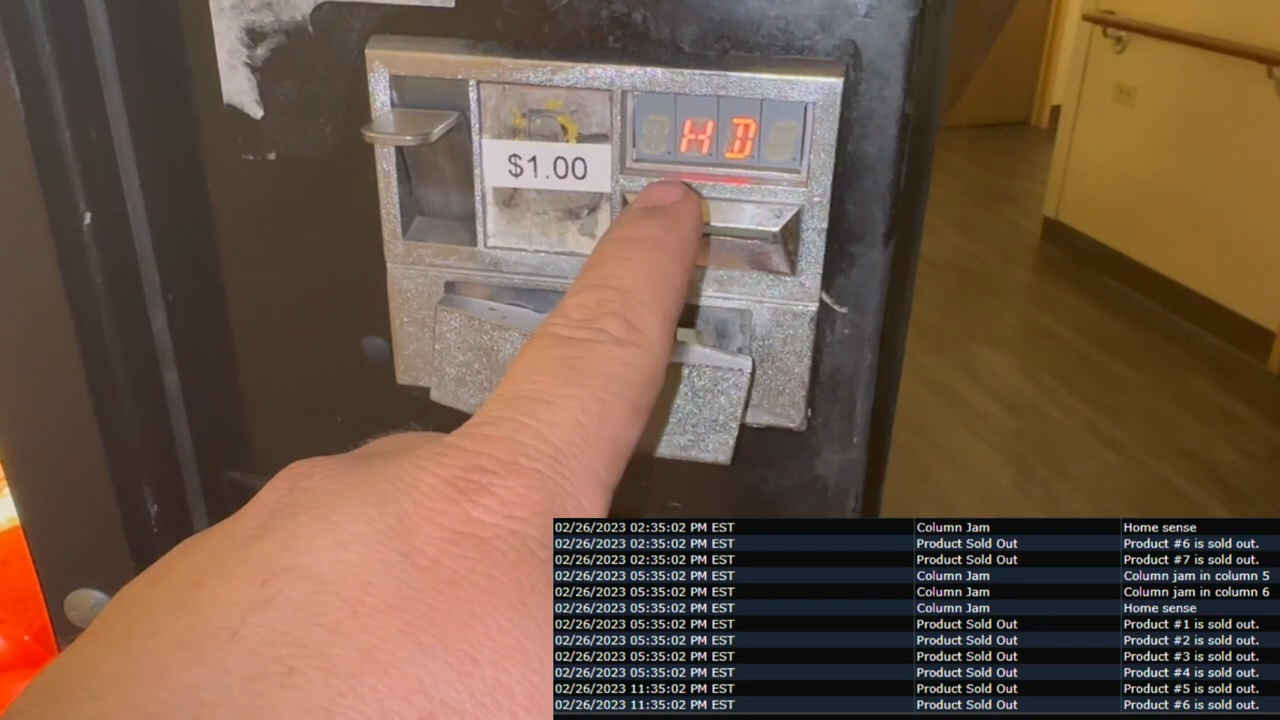 HD
$1.00
02/26/2023 02:35:02 PM EST Column Jam Home sense
02/26/2023 02:35:02 PM EST Product Sold Out Product #6 is sold out.
02/26/2023 02:35:02 PM EST Product Sold Out Product #7 is sold out.
02/26/2023 05:35:02 PM EST Column Jam Column jam in column 5
02/26/2023 05:35:02 PM EST Column Jam Column jam in column 6
02/26/2023 05:35:02 PM EST Column Jam Home sense
02/26/2023 05:35:02 PM EST Product Sold Out Product #1 is sold out.
02/26/2023 05:35:02 PM EST Product Sold Out Product #2 is sold out.
02/26/2023 05:35:02 PM EST Product Sold Out Product #3 is sold out.
02/26/2023 05:35:02 PM EST Product Sold Out Product #4 is sold out.
02/26/2023 11:35:02 PM EST Product Sold Out Product #5 is sold out.
02/26/2023 11:35:02 PM EST Product Sold Out Product #6 is sold out.